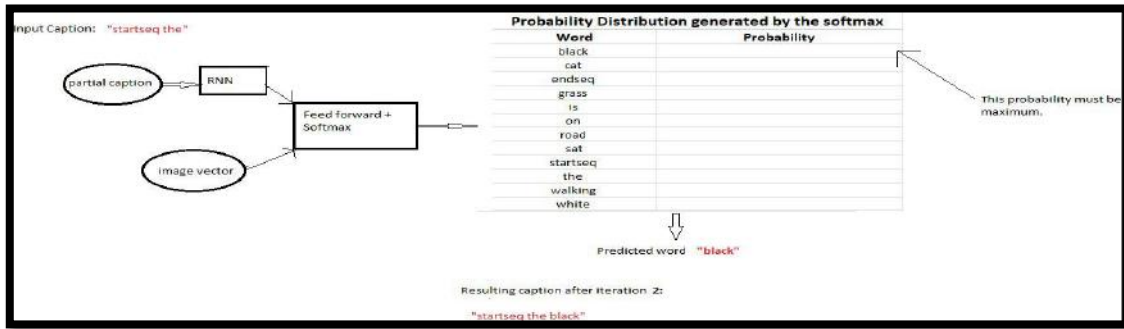 Input Caption: "startseq the"
partial caption
RNN
Feed forward +
Softmax
image vector
Probability Distribution generated by the softmax
Word Probability
black
cat
endseq
grass
is
on
road
sat
startseq
the
walking
white
This probability must be
maximum.
Predicted word "black"
Resulting caption after iteration 2:
"startseq the black"